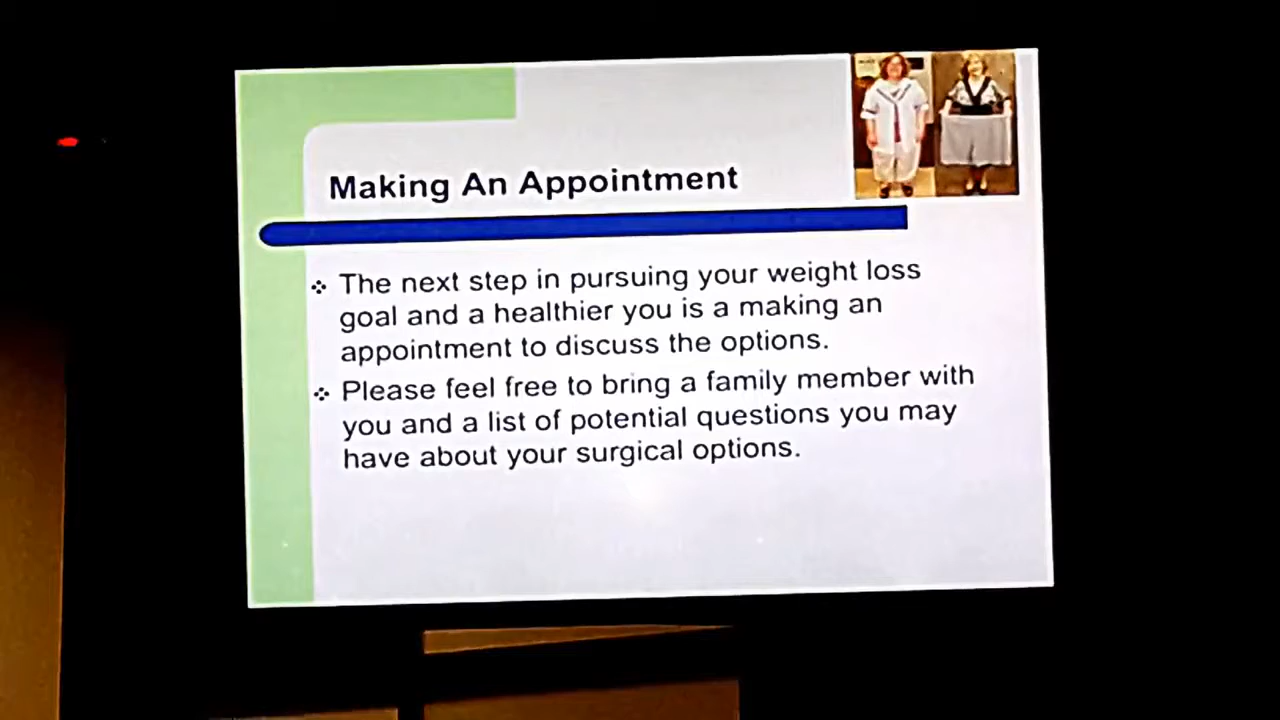 Making An Appointment
The next step in pursuing your weight loss
goal and a healthier you is a making an
appointment to discuss the options.
Please feel free to bring a family member with
you and a list of potential questions you may
have about your surgical options.